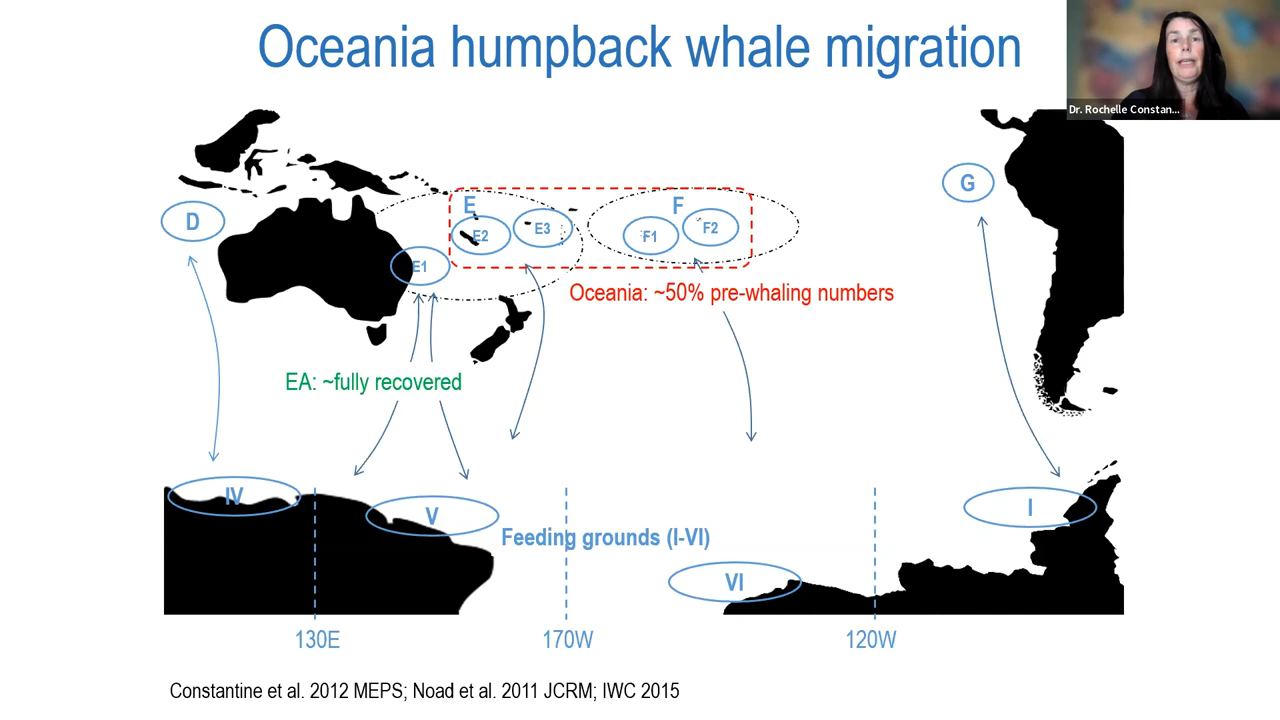 Oceania humpback whale migration
Dr. Rochelle Constan...
D
E
E1
E2
E3
F
F1
F2
G
Oceania: ~50% pre-whaling numbers
EA: ~fully recovered
IV
V
Feeding grounds (I-VI)
VI
I
130E
170W
120W
Constantine et al. 2012 MEPS; Noad et al. 2011 JCRM; IWC 2015